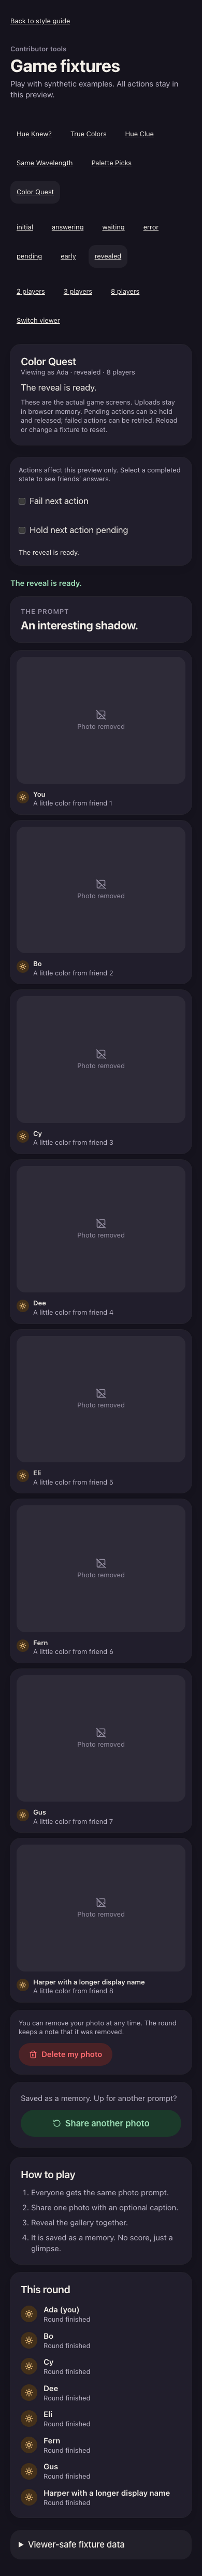 Back to style guide
Contributor tools
Game fixtures
Play with synthetic examples. All actions stay in
this preview.
Hue Knew?
True Colors
Hue Clue
Same Wavelength
Palette Picks
Color Quest
initial
answering
waiting
error
pending
early
revealed
2 players
3 players
8 players
Switch viewer
Color Quest
Viewing as Ada · revealed · 8 players
The reveal is ready.
These are the actual game screens. Uploads stay
in browser memory. Pending actions can be held
and released; failed actions can be retried. Reload
or change a fixture to reset.
Actions affect this preview only. Select a completed
state to see friends' answers.
Fail next action
Hold next action pending
The reveal is ready.
The reveal is ready.
THE PROMPT
An interesting shadow.
Photo removed
You
A little color from friend 1
Photo removed
Bo
A little color from friend 2
Photo removed
Cy
A little color from friend 3
Photo removed
Dee
A little color from friend 4
Photo removed
Eli
A little color from friend 5
Photo removed
Fern
A little color from friend 6
Photo removed
Gus
A little color from friend 7
Photo removed
Harper with a longer display name
A little color from friend 8
You can remove your photo at any time. The round
keeps a note that it was removed.
Delete my photo
Saved as a memory. Up for another prompt?
Share another photo
How to play
1. Everyone gets the same photo prompt.
2. Share one photo with an optional caption.
3. Reveal the gallery together.
4. It is saved as a memory. No score, just a
glimpse.
This round
Ada (you)
Round finished
Bo
Round finished
Cy
Round finished
Dee
Round finished
Eli
Round finished
Fern
Round finished
Gus
Round finished
Harper with a longer display name
Round finished
Viewer-safe fixture data